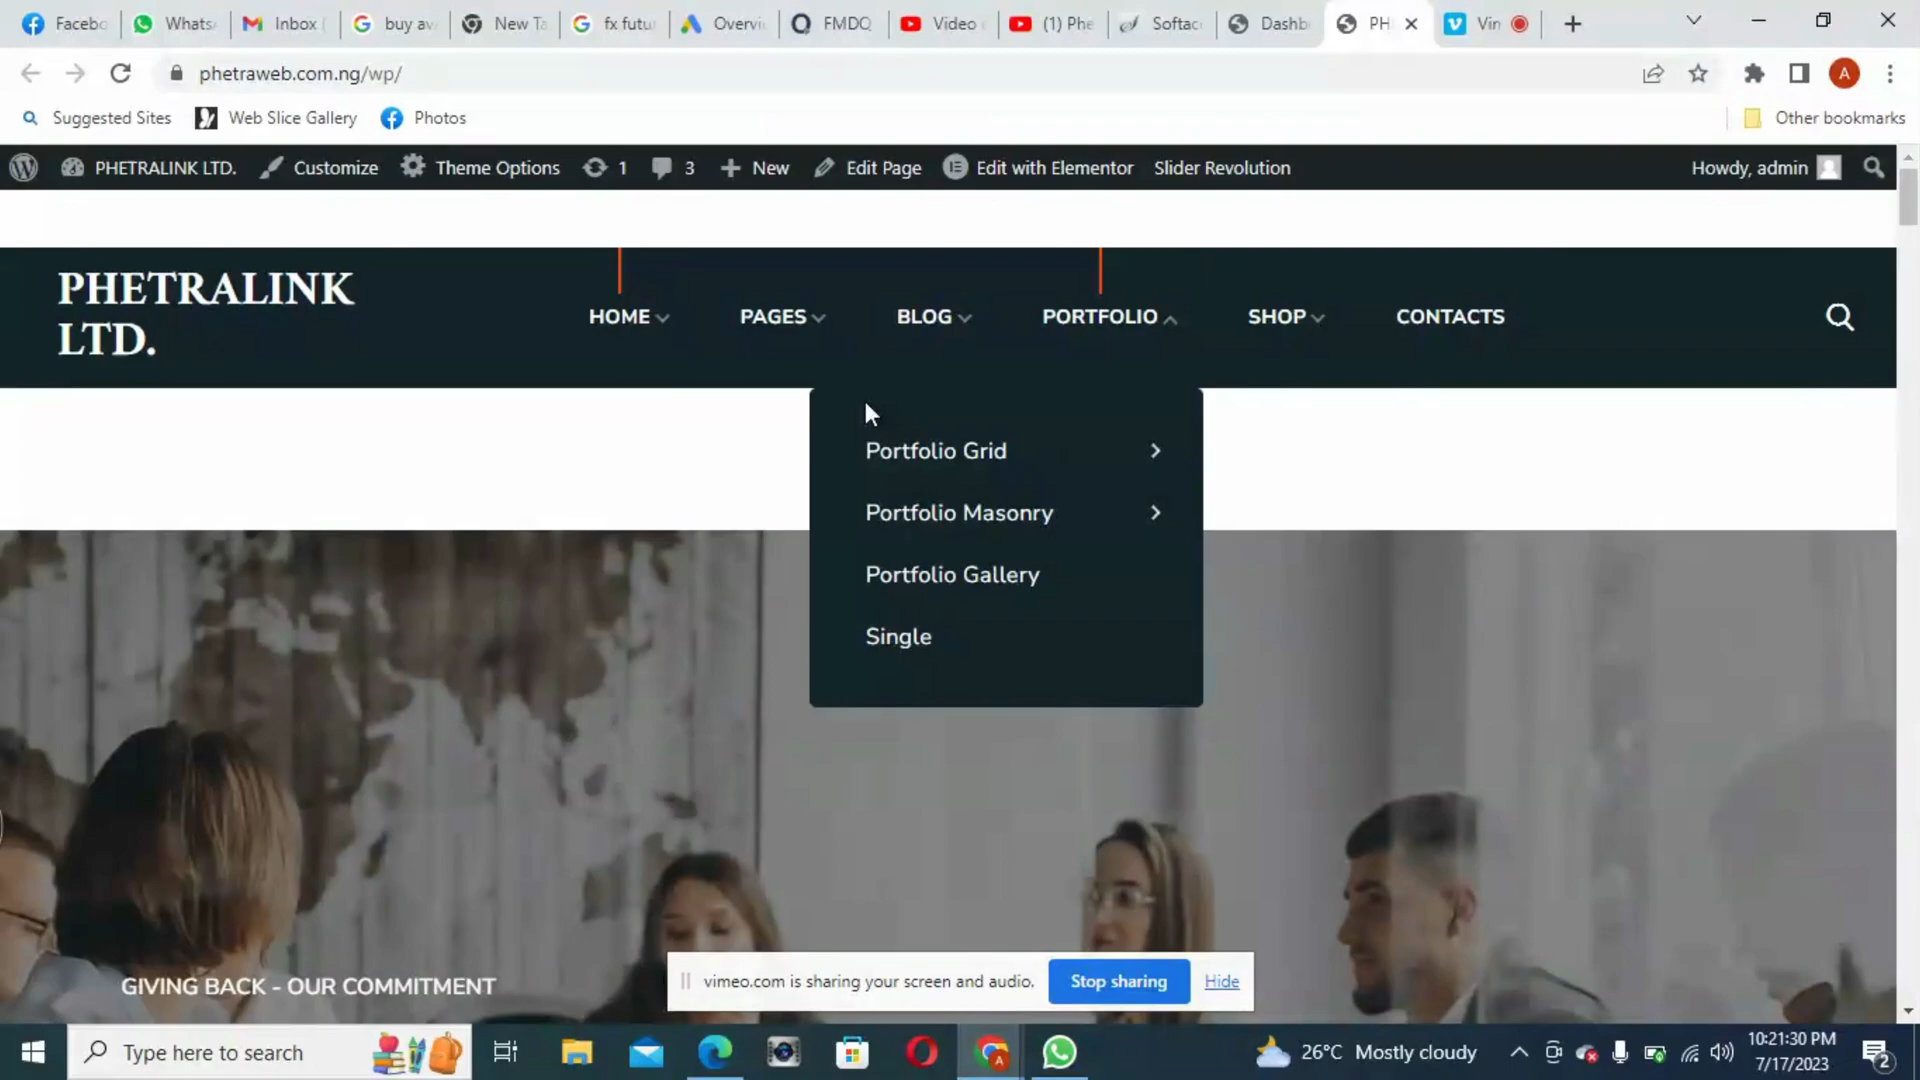 Facebo
Whats
Inbox (
buy av
New Ta
fx futu
Overvi
FMDQ
Video
(1) Phe
Softac
Dashb
PH
Vin
phetraweb.com.ng/wp/
Suggested Sites
Web Slice Gallery
Photos
Other bookmarks
PHETRALINK LTD.
Customize
Theme Options
1
3
New
Edit Page
Edit with Elementor
Slider Revolution
Howdy, admin
PHETRALINK
LTD.
HOME
PAGES
BLOG
PORTFOLIO
SHOP
CONTACTS
Portfolio Grid
Portfolio Masonry
Portfolio Gallery
Single
GIVING BACK - OUR COMMITMENT
vimeo.com is sharing your screen and audio.
Stop sharing
Hide
Type here to search
26°C Mostly cloudy
10:21:30 PM
7/17/2023
2